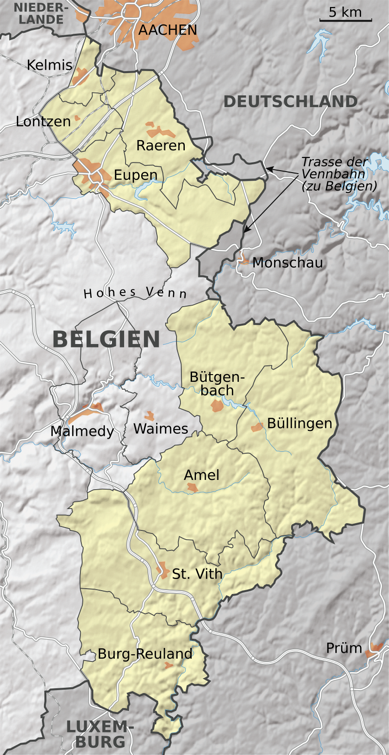 NIEDER-
LANDE
AACHEN
5 km
Kelmis
DEUTSCHLAND
Lontzen
Raeren
Trasse der
Vennbahn
(zu Belgien)
Eupen
Monschau
Hohes Venn
BELGIEN
Bütgen-
bach
Büllingen
Malmedy
Waimes
Amel
St. Vith
Burg-Reuland
Prüm
LUXEM-
BURG